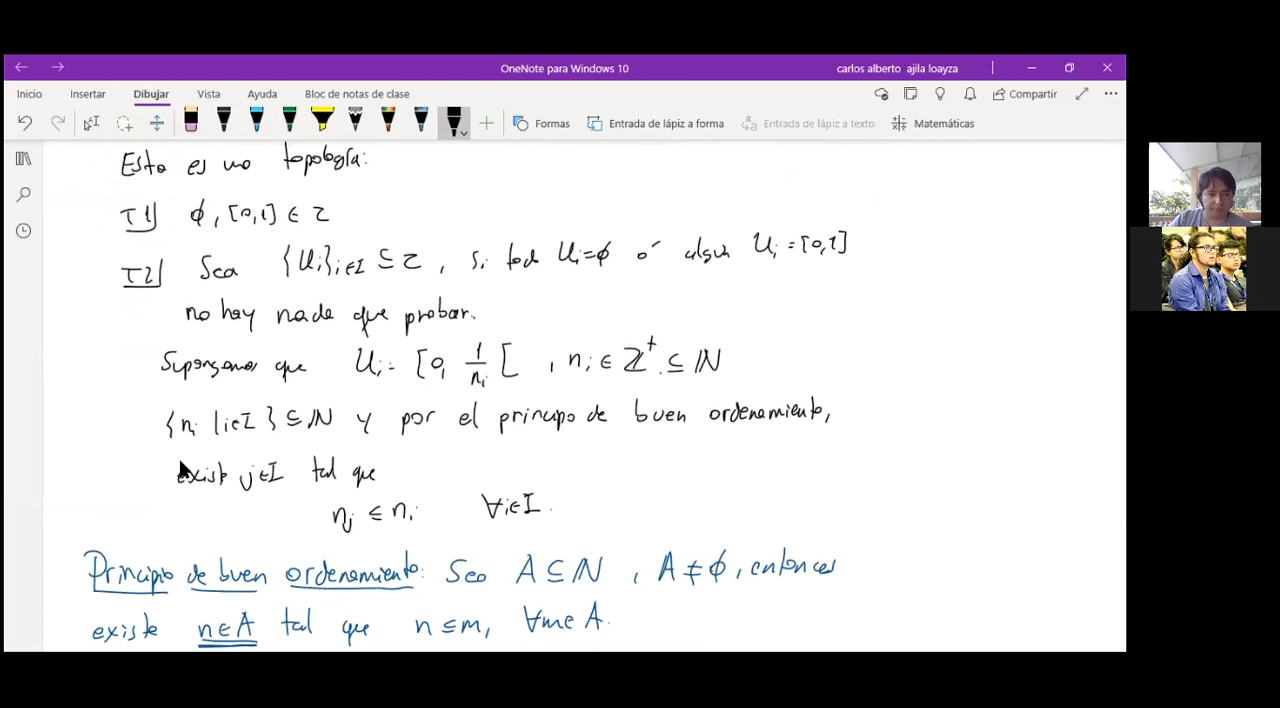 OneNote para Windows 10
carlos alberto ajila loayza
Inicio Insertar Dibujar Vista Ayuda Bloc de notas de clase
Compartir
Formas Entrada de lápiz a forma Entrada de lápiz a texto Matemáticas
Esta es una topología:
T1) ϕ, [0,1] ∈ τ
T2) Sea {Ui}i∈I ⊆ τ, si todo Ui=ϕ ó algún Ui=[0,1]
no hay nada que probar.
Supongamos que Ui = [0, 1/ni[ , ni ∈ ℤ⁺ ⊆ ℕ
{ni | i∈I} ⊆ ℕ y por el principo de buen ordenamiento,
existe j∈I tal que
nj ≤ ni ∀i∈I.
Principio de buen ordenamiento: Sea A ⊆ ℕ, A ≠ ϕ, entonces
existe n∈A tal que n ≤ m, ∀m∈A.